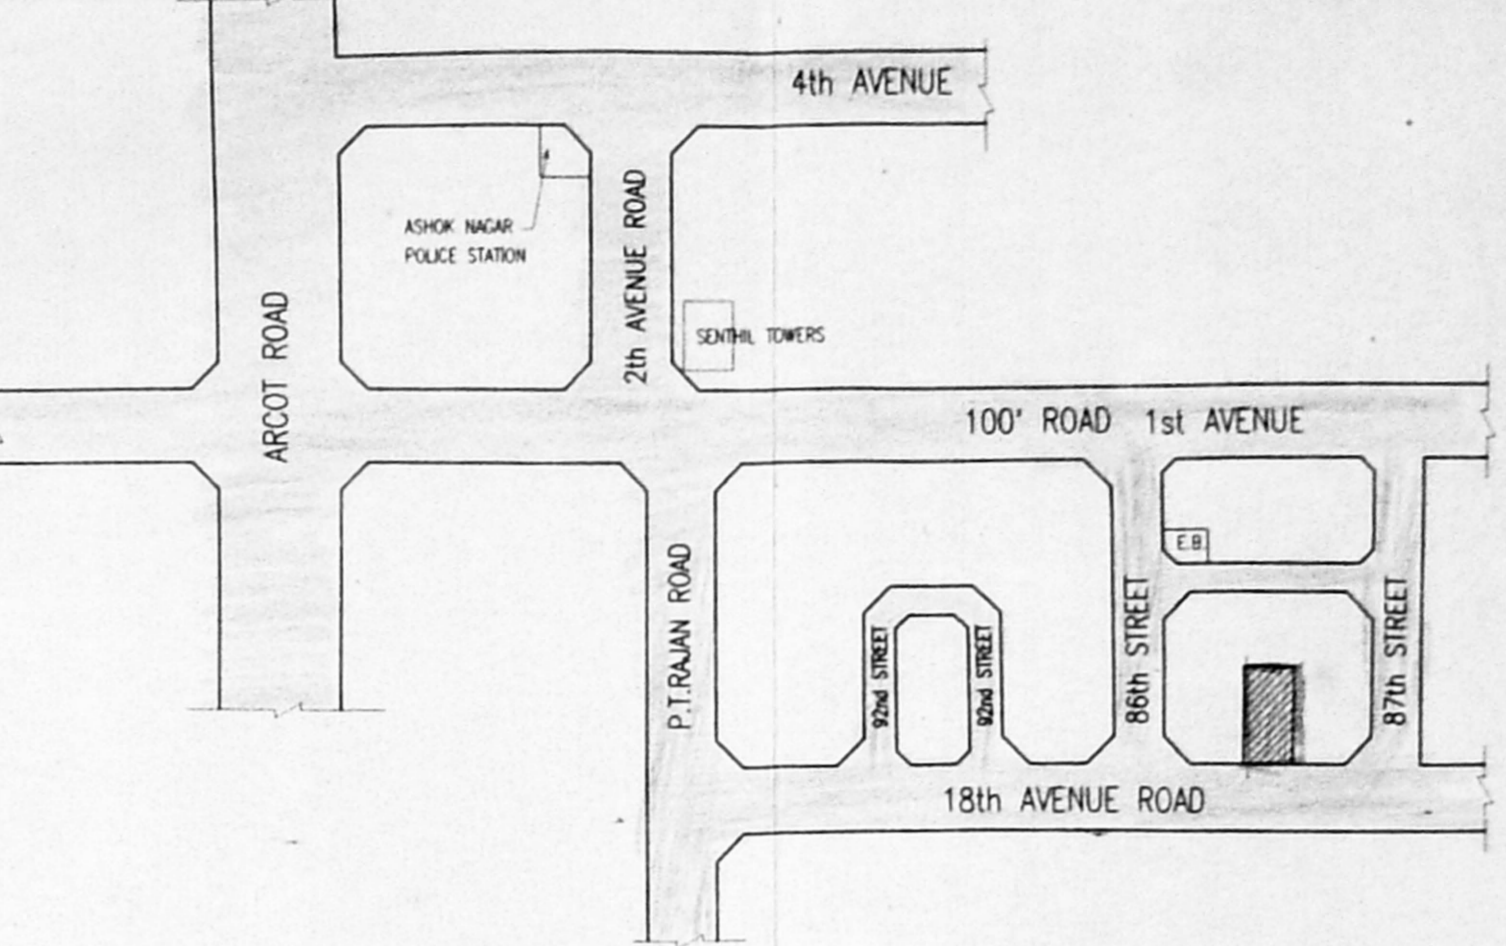 4th AVENUE
ASHOK NAGAR
POLICE STATION
2th AVENUE ROAD
SENTHIL TOWERS
ARCOT ROAD
100' ROAD 1st AVENUE
E.B.
P.T.RAJAN ROAD
92nd STREET
92nd STREET
86th STREET
87th STREET
18th AVENUE ROAD